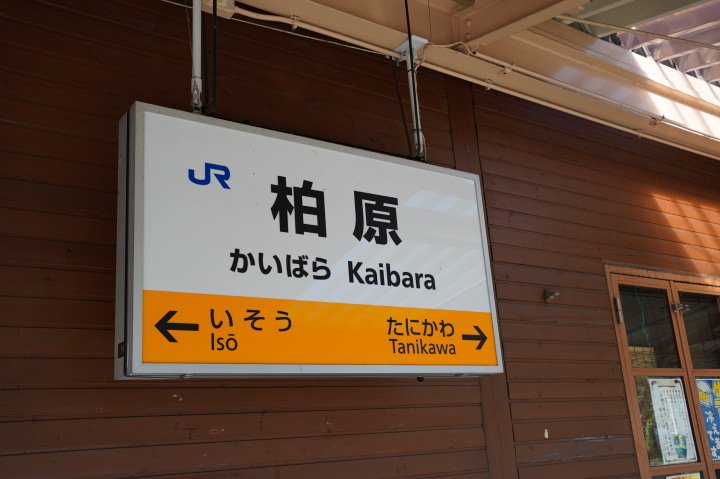 JR
柏原
かいばら Kaibara
← いそう
Isō
たにかわ →
Tanikawa